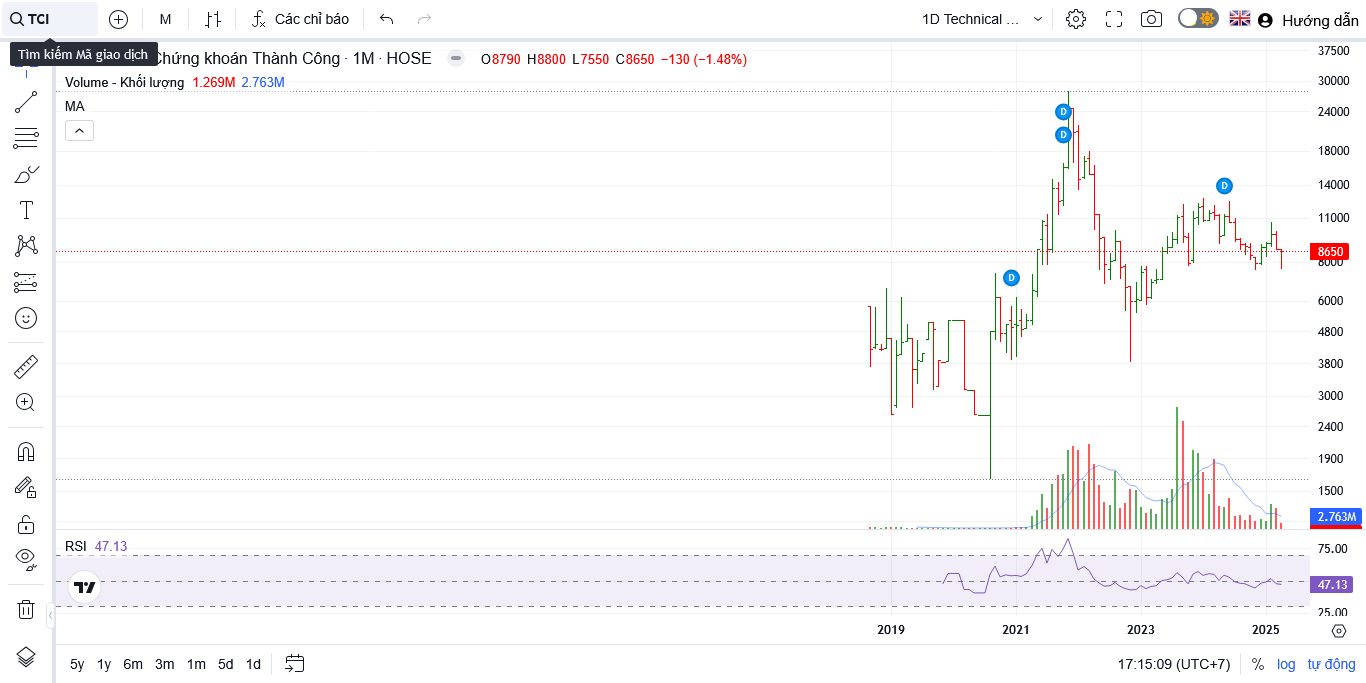 TCI
M
Các chỉ báo
1D Technical ...
Hướng dẫn
Tìm kiếm Mã giao dịch
Chứng khoán Thành Công · 1M · HOSE
O8790 H8800 L7550 C8650 −130 (−1.48%)
Volume - Khối lượng 1.269M 2.763M
MA
D
D
D
D
37500
30000
24000
18000
14000
11000
8650
8000
6000
4800
3800
3000
2400
1900
1500
2.763M
RSI 47.13
75.00
47.13
25.00
2019 2021 2023 2025
5y 1y 6m 3m 1m 5d 1d
17:15:09 (UTC+7) % log tự động